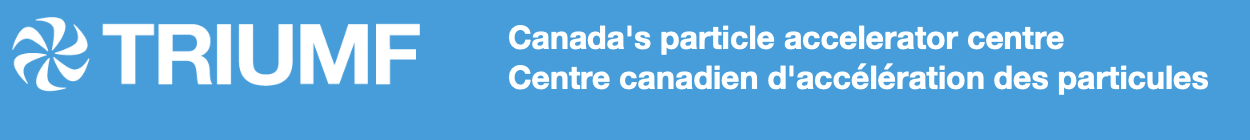 TRIUMF
Canada's particle accelerator centre
Centre canadien d'accélération des particules